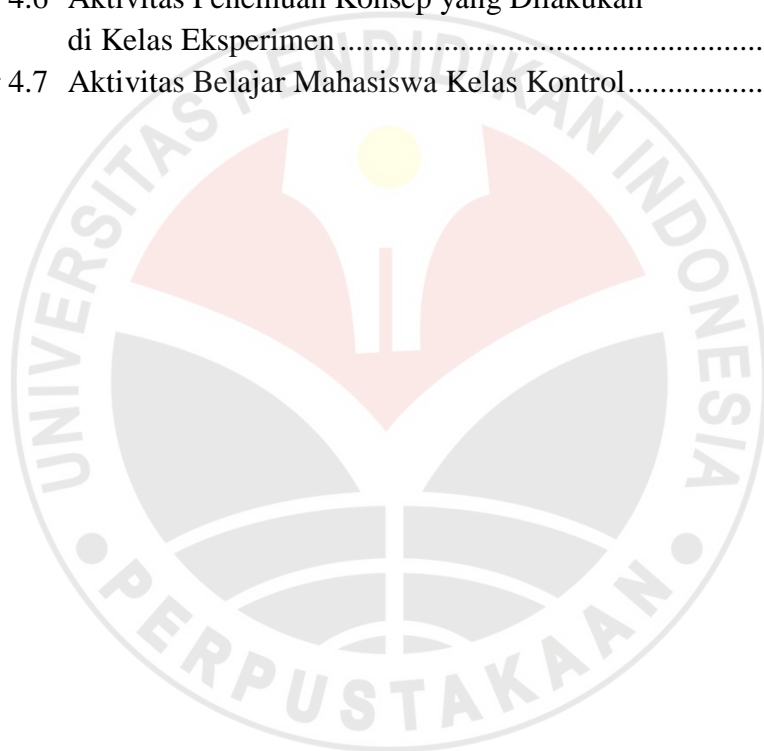 4.6 Aktivitas Penemuan Konsep yang Dilakukan
di Kelas Eksperimen.................................................
4.7 Aktivitas Belajar Mahasiswa Kelas Kontrol.................
UNIVERSITAS PENDIDIKAN INDONESIA
PERPUSTAKAAN